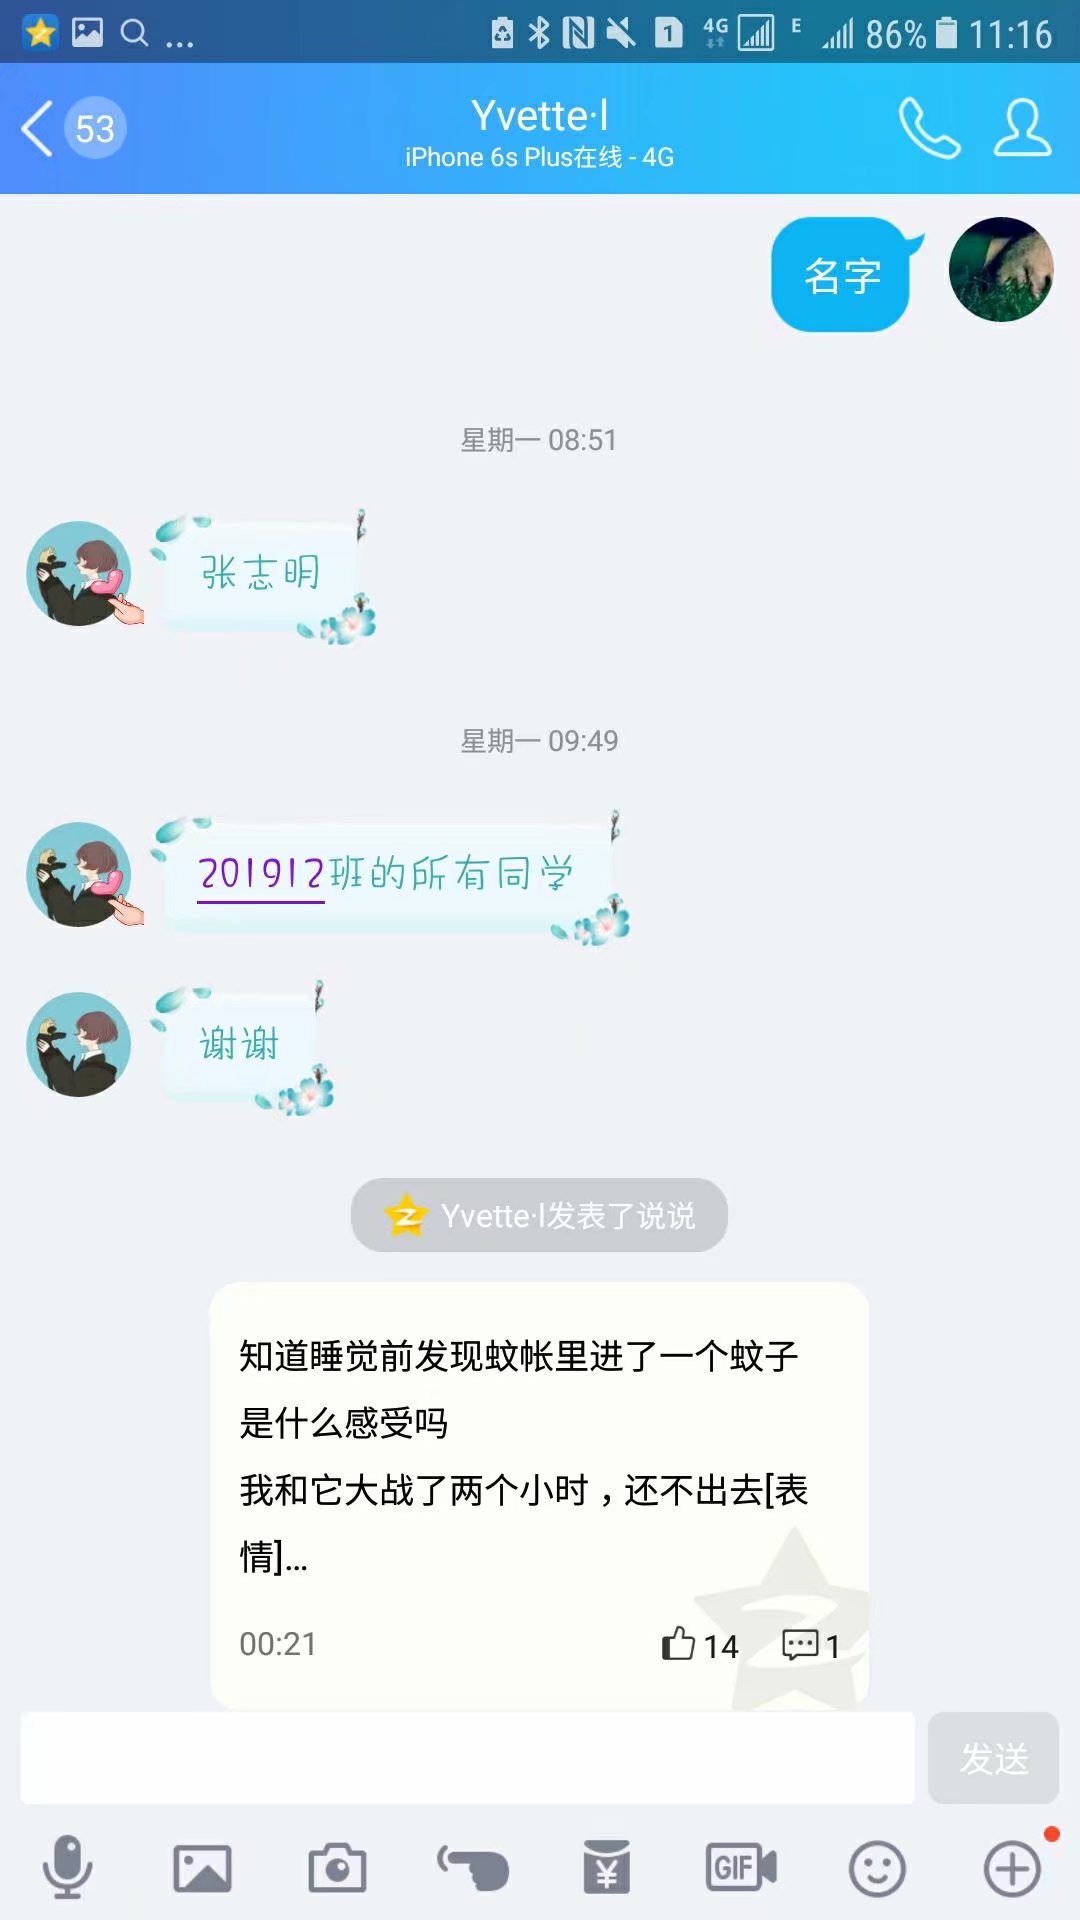 ... 1 4G E 86% 11:16
53
Yvette·l
iPhone 6s Plus在线 - 4G
名字
星期一 08:51
张志明
星期一 09:49
201912班的所有同学
谢谢
Yvette·l发表了说说
知道睡觉前发现蚊帐里进了一个蚊子
是什么感受吗
我和它大战了两个小时，还不出去[表
情]...
00:21 14 1
发送
¥ GIF